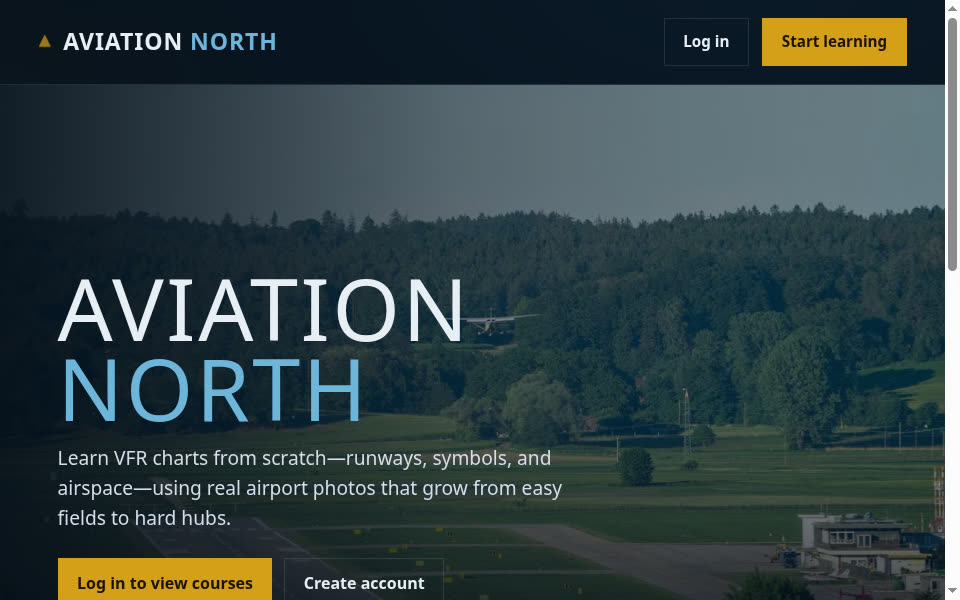 AVIATION NORTH
Log in
Start learning
AVIATION
NORTH
Learn VFR charts from scratch—runways, symbols, and
airspace—using real airport photos that grow from easy
fields to hard hubs.
Log in to view courses
Create account